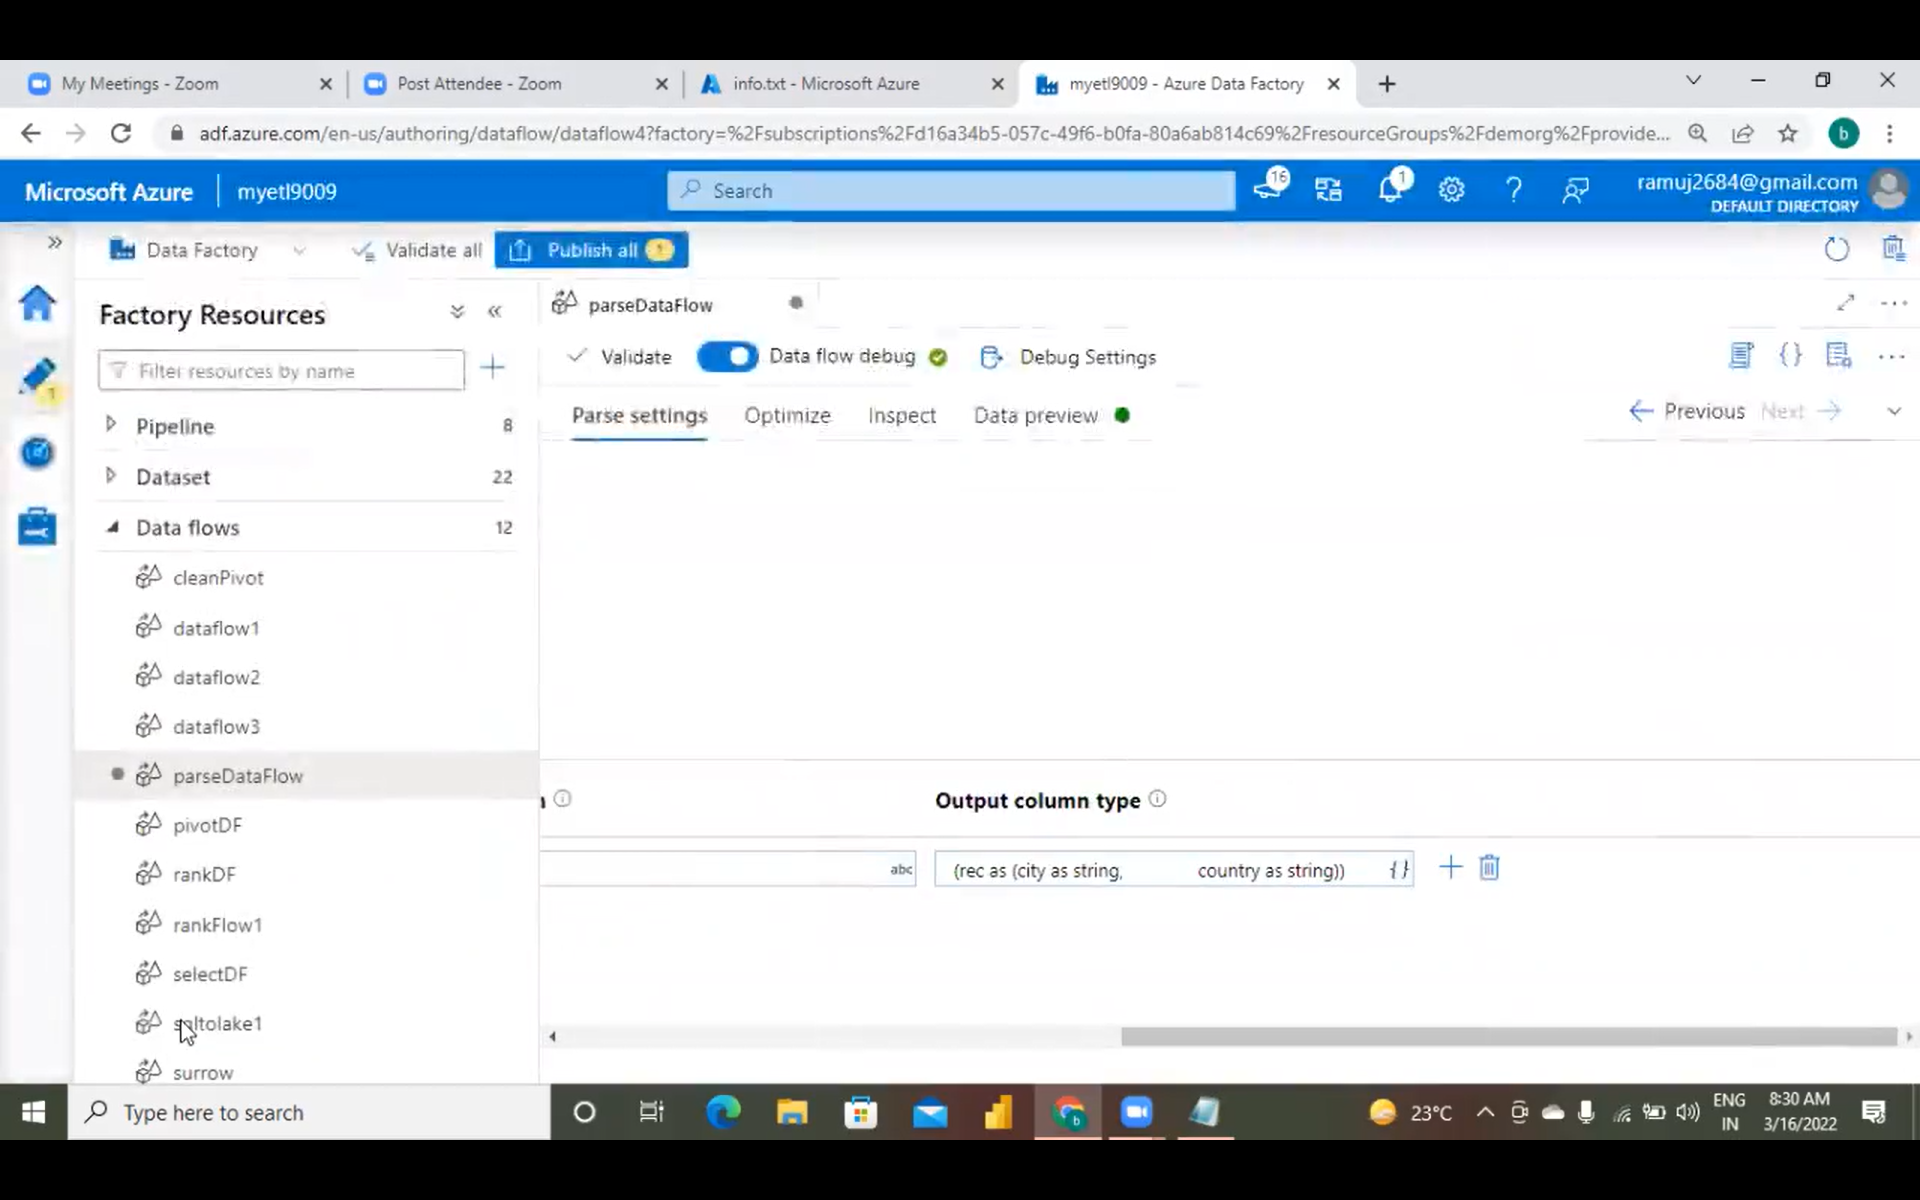 My Meetings - Zoom
Post Attendee - Zoom
info.txt - Microsoft Azure
myetl9009 - Azure Data Factory
adf.azure.com/en-us/authoring/dataflow/dataflow4?factory=%2Fsubscriptions%2Fd16a34b5-057c-49f6-b0fa-80a6ab814c69%2FresourceGroups%2Fdemorg%2Fprovide...
b
Microsoft Azure
myetl9009
Search
16
1
?
ramuj2684@gmail.com
DEFAULT DIRECTORY
Data Factory
Validate all
Publish all
1
Factory Resources
parseDataFlow
Filter resources by name
Validate
Data flow debug
Debug Settings
Pipeline
8
Parse settings
Optimize
Inspect
Data preview
Previous
Next
Dataset
22
Data flows
12
cleanPivot
dataflow1
dataflow2
dataflow3
parseDataFlow
pivotDF
rankDF
rankFlow1
selectDF
surrow
Output column type
abc
(rec as (city as string, country as string))
{}
Type here to search
23°C
ENG
IN
8:30 AM
3/16/2022